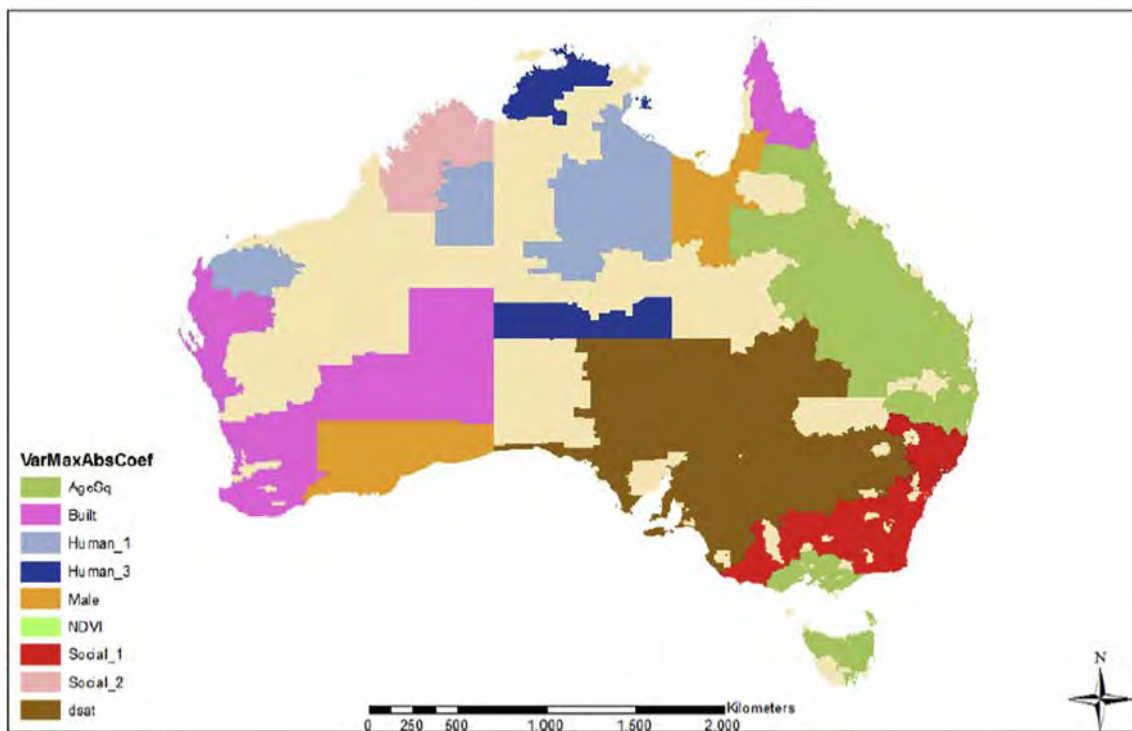 VarMaxAbsCoef
AgeSq
Built
Human_1
Human_3
Male
NDVI
Social_1
Social_2
dsat
N
Kilometers
0 250 500 1.000 1.500 2.000